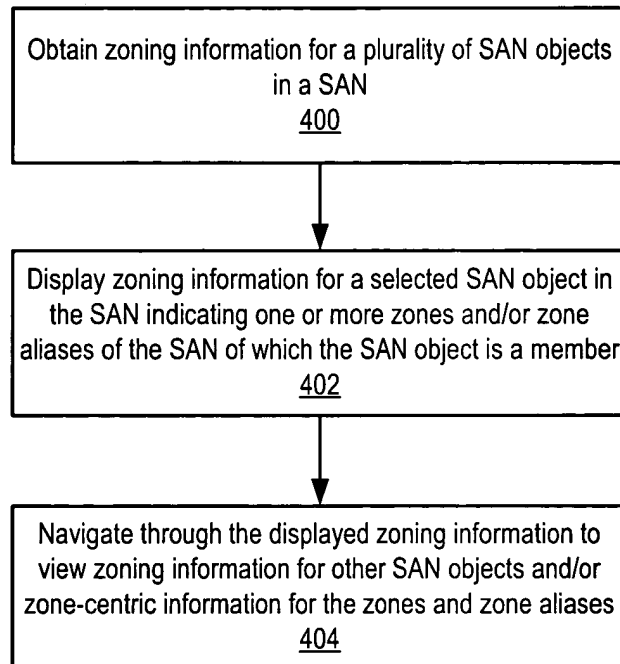 Obtain zoning information for a plurality of SAN objects
in a SAN
400
Display zoning information for a selected SAN object in
the SAN indicating one or more zones and/or zone
aliases of the SAN of which the SAN object is a member
402
Navigate through the displayed zoning information to
view zoning information for other SAN objects and/or
zone-centric information for the zones and zone aliases
404